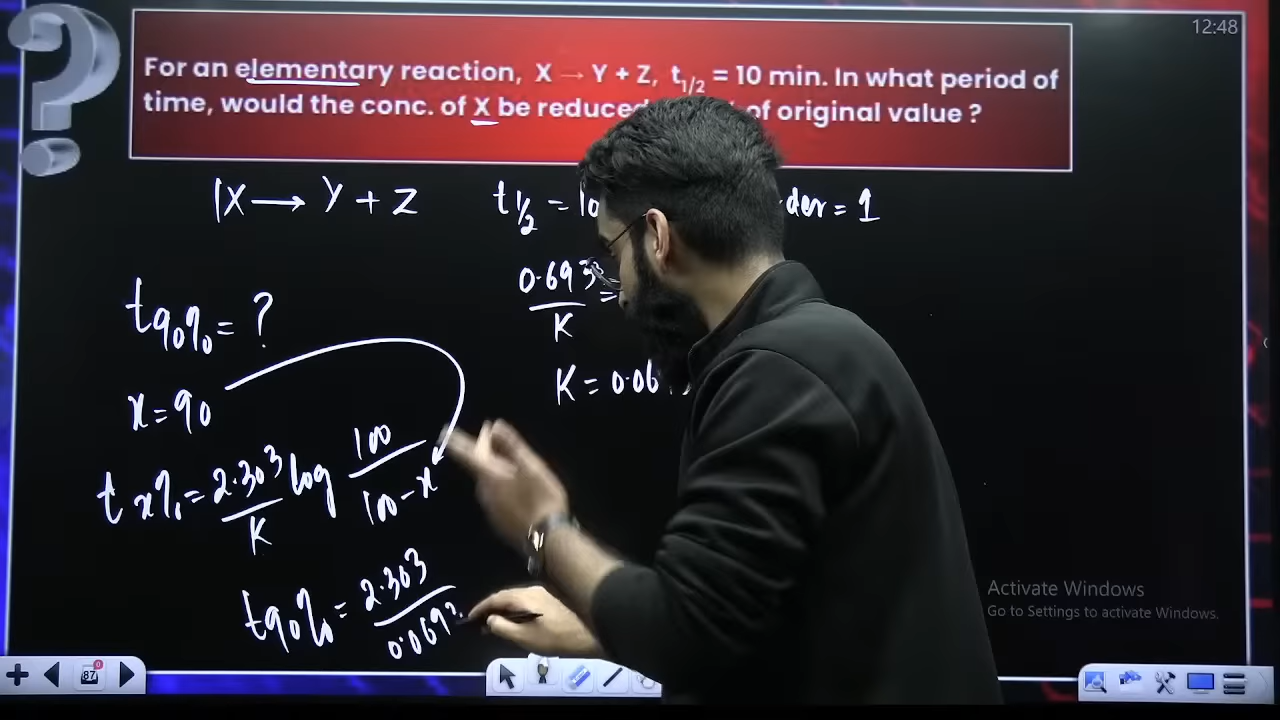 12:48
For an elementary reaction, X → Y + Z, t1/2 = 10 min. In what period of
time, would the conc. of X be reduced of original value ?
1X → Y + Z t1/2 = 10 der = 1
t90% = ?
0.693 =
K
x = 90
K = 0.06
t x% = 2.303 log 100
K 100 - x
t90% = 2.303
0.0693
Activate Windows
Go to Settings to activate Windows.
87